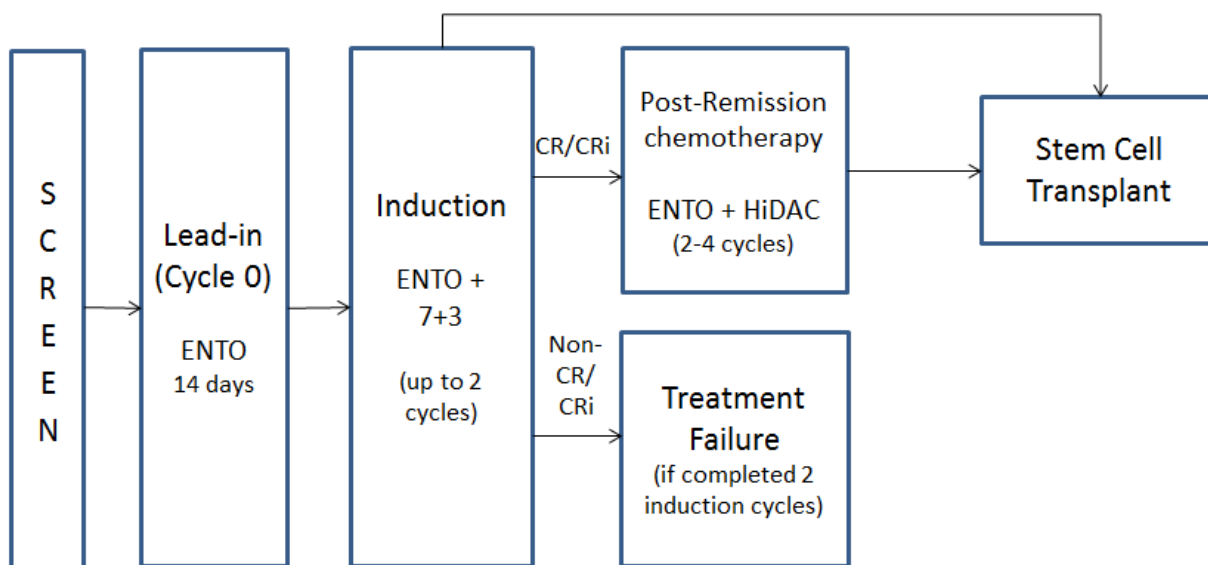 S
C
R
E
E
N
Lead-in
(Cycle 0)
ENTO
14 days
Induction
ENTO +
7+3
(up to 2
cycles)
CR/CRi
Non-
CR/
CRi
Post-Remission
chemotherapy
ENTO + HiDAC
(2-4 cycles)
Treatment
Failure
(if completed 2
induction cycles)
Stem Cell
Transplant